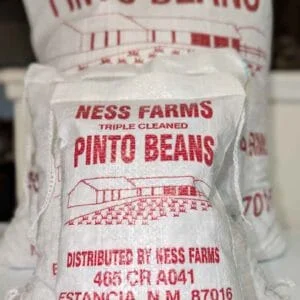 PINTO BEANS
NESS FARMS
TRIPLE CLEANED
PINTO BEANS
DISTRIBUTED BY NESS FARMS
465 CR A041
ESTANCIA, N.M. 87016